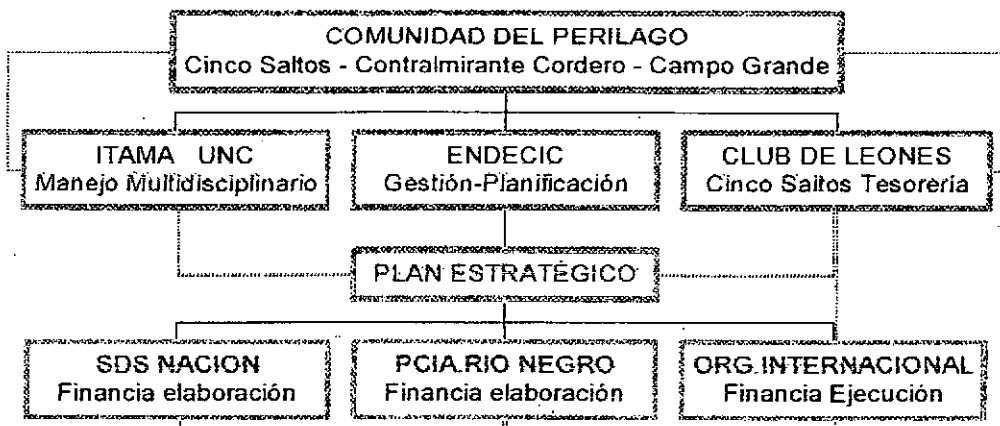 COMUNIDAD DEL PERILAGO
Cinco Saltos - Contralmirante Cordero - Campo Grande
ITAMA UNC
Manejo Multidisciplinario
ENDECIC
Gestión-Planificación
CLUB DE LEONES
Cinco Saltos Tesorería
PLAN ESTRATÉGICO
SDS NACION
Financia elaboración
PCIA.RIO NEGRO
Financia elaboración
ORG.INTERNACIONAL
Financia Ejecución